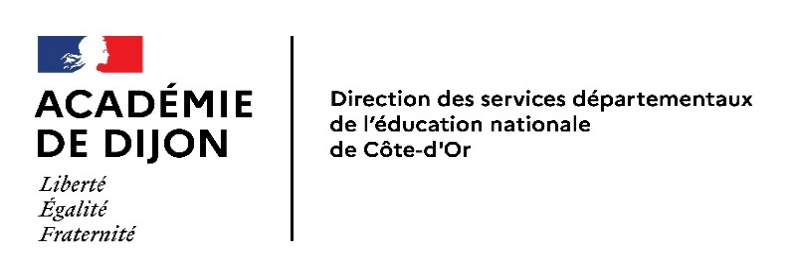 ACADÉMIE
DE DIJON
Liberté
Égalité
Fraternité
Direction des services départementaux
de l'éducation nationale
de Côte-d'Or